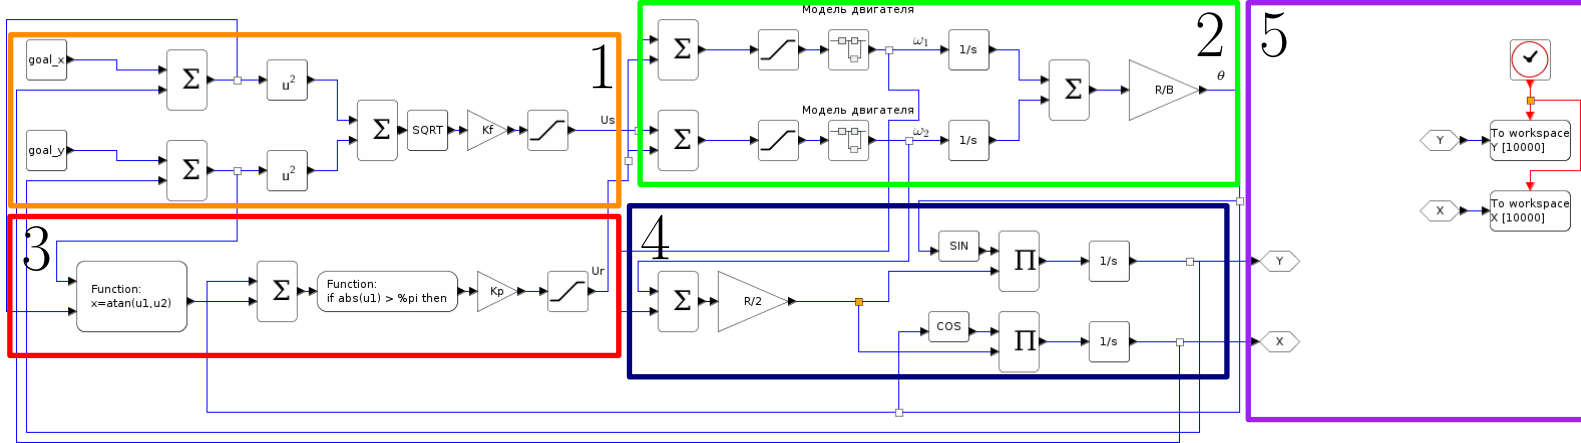 1
goal_x
Σ
u²
goal_y
Σ
u²
Σ
SQRT
Kf
Us
2
Модель двигателя
Σ
ω₁
1/s
Модель двигателя
Σ
ω₂
1/s
Σ
R/B
θ
3
Function:
x=atan(u1,u2)
Σ
Function:
if abs(u1) > %pi then
Kp
Ur
4
Σ
R/2
SIN
Π
1/s
COS
Π
1/s
5
Y
To workspace
Y [10000]
X
To workspace
X [10000]
Y
X